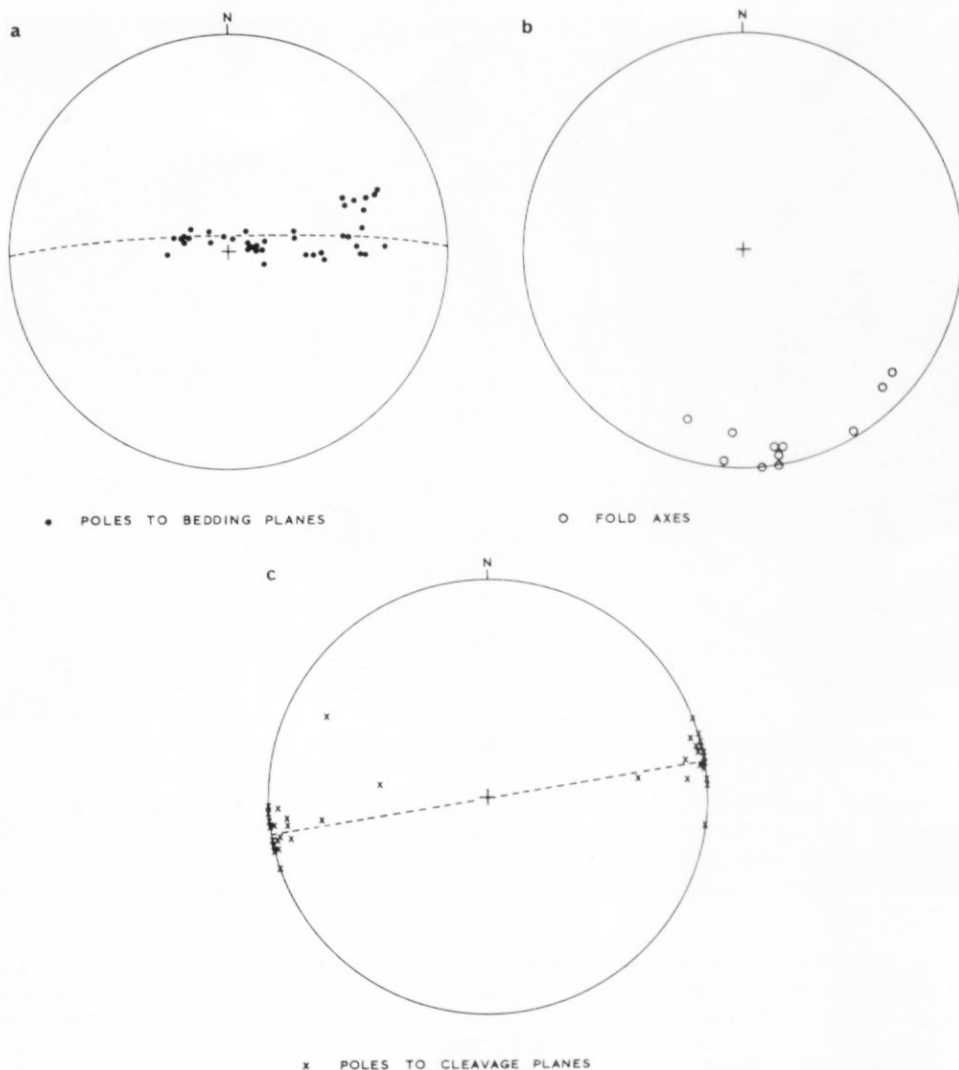 a
N
b
N
• POLES TO BEDDING PLANES
O FOLD AXES
c
N
x POLES TO CLEAVAGE PLANES